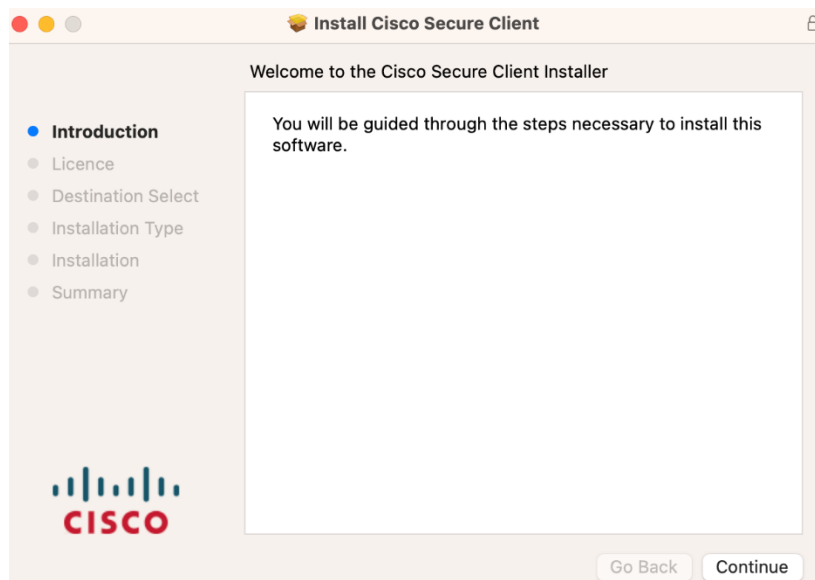 Install Cisco Secure Client
Welcome to the Cisco Secure Client Installer
Introduction
Licence
Destination Select
Installation Type
Installation
Summary
You will be guided through the steps necessary to install this
software.
CISCO
Go Back
Continue